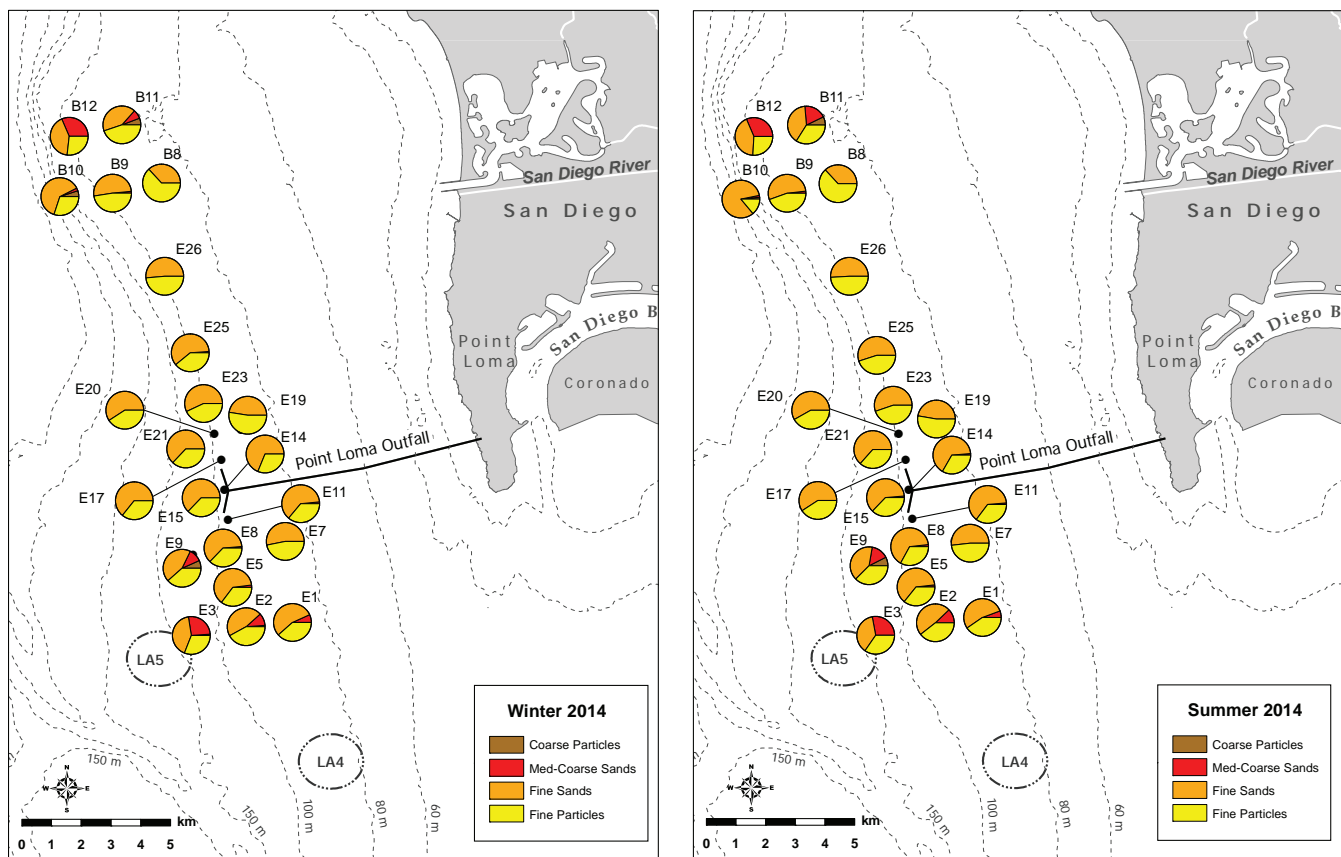 B12
B11
B10
B9
B8
San Diego River
San Diego
E26
E25
Point
Loma
San Diego B
Coronado
E23
E20
E19
E21
E14
Point Loma Outfall
E17
E15
E11
E8
E7
E9
E5
E3
E2
E1
LA5
LA4
Winter 2014
Coarse Particles
Med-Coarse Sands
Fine Sands
Fine Particles
150 m
150 m
100 m
80 m
60 m
N
W E
S
km
0 1 2 3 4 5
B12
B11
B10
B9
B8
San Diego River
San Diego
E26
E25
Point
Loma
San Diego B
Coronado
E23
E20
E19
E21
E14
Point Loma Outfall
E17
E15
E11
E8
E7
E9
E5
E3
E2
E1
LA5
LA4
Summer 2014
Coarse Particles
Med-Coarse Sands
Fine Sands
Fine Particles
150 m
150 m
100 m
80 m
60 m
N
W E
S
km
0 1 2 3 4 5